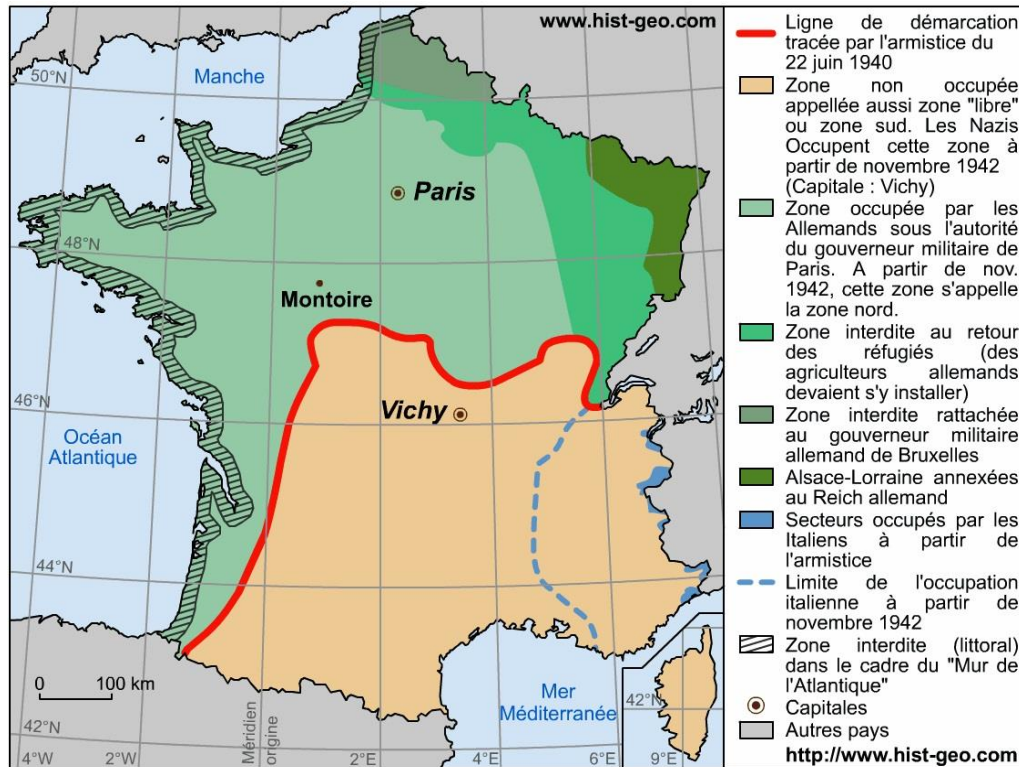 www.hist-geo.com
50°N
Manche
Paris
48°N
Montoire
Vichy
46°N
Océan
Atlantique
44°N
0 100 km
Mer
Méditerranée
42°N
42°N
Méridien
origine
4°W
2°W
2°E
4°E
6°E
9°E
Ligne de démarcation
tracée par l'armistice du
22 juin 1940
Zone non occupée
appellée aussi zone "libre"
ou zone sud. Les Nazis
Occupent cette zone à
partir de novembre 1942
(Capitale : Vichy)
Zone occupée par les
Allemands sous l'autorité
du gouverneur militaire de
Paris. A partir de nov.
1942, cette zone s'appelle
la zone nord.
Zone interdite au retour
des réfugiés (des
agriculteurs allemands
devaient s'y installer)
Zone interdite rattachée
au gouverneur militaire
allemand de Bruxelles
Alsace-Lorraine annexées
au Reich allemand
Secteurs occupés par les
Italiens à partir de
l'armistice
Limite de l'occupation
italienne à partir de
novembre 1942
Zone interdite (littoral)
dans le cadre du "Mur de
l'Atlantique"
Capitales
Autres pays
http://www.hist-geo.com